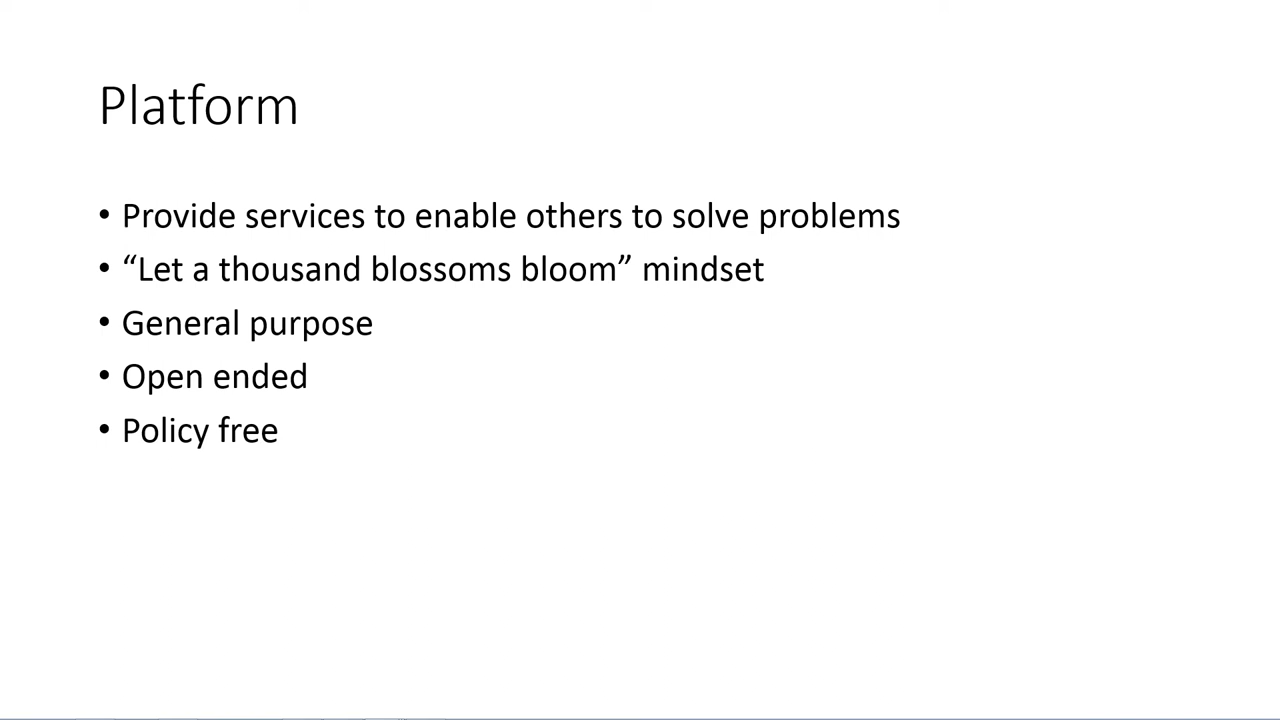 Platform
• Provide services to enable others to solve problems
• “Let a thousand blossoms bloom” mindset
• General purpose
• Open ended
• Policy free